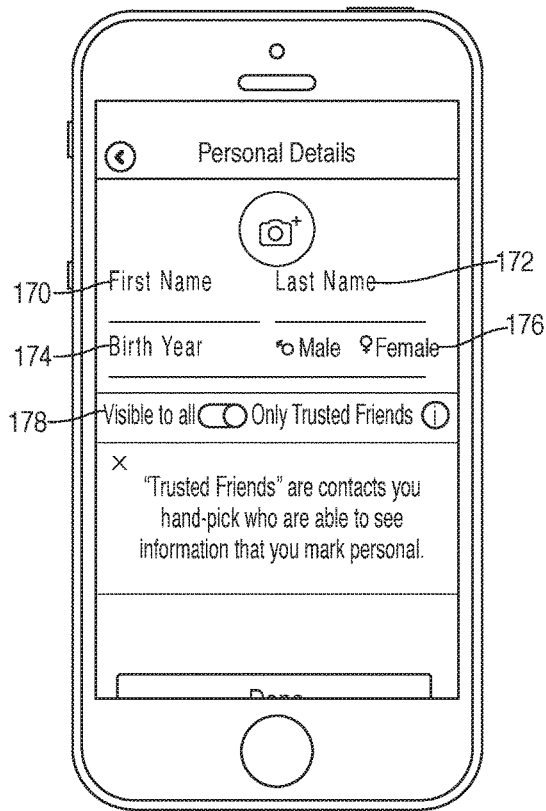 Personal Details
172
170 First Name Last Name
176
174 Birth Year Male Female
178 Visible to all Only Trusted Friends i
X
"Trusted Friends" are contacts you
hand-pick who are able to see
information that you mark personal.
Done